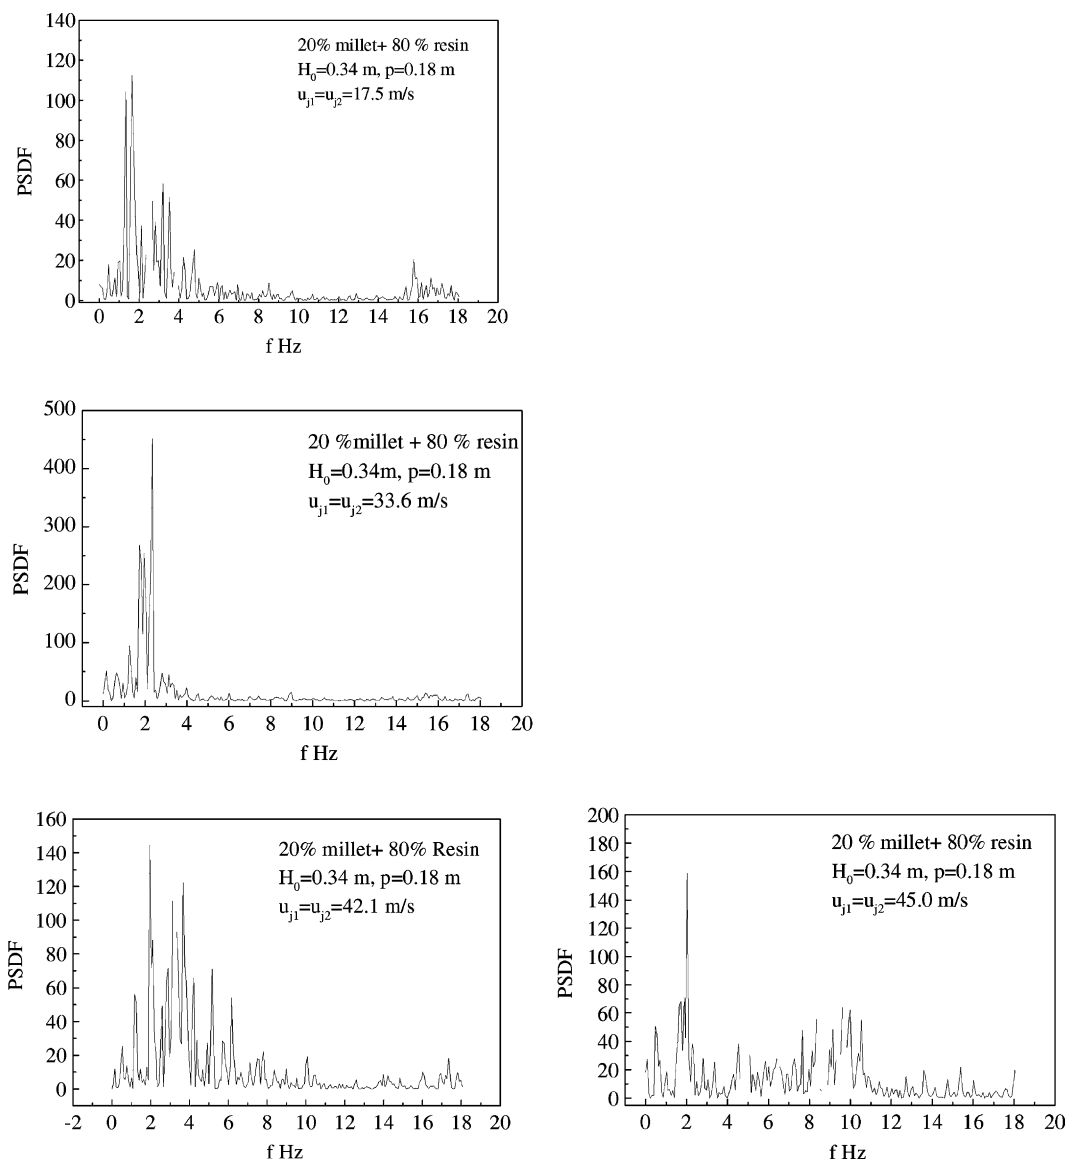 140
120
100
80
60
40
20
0
PSDF
20% millet+ 80 % resin
H0=0.34 m, p=0.18 m
uj1=uj2=17.5 m/s
0 2 4 6 8 10 12 14 16 18 20
f Hz
500
400
300
200
100
0
PSDF
20 %millet + 80 % resin
H0=0.34m, p=0.18 m
uj1=uj2=33.6 m/s
0 2 4 6 8 10 12 14 16 18 20
f Hz
160
140
120
100
80
60
40
20
0
PSDF
20% millet+ 80% Resin
H0=0.34 m, p=0.18 m
uj1=uj2=42.1 m/s
-2 0 2 4 6 8 10 12 14 16 18 20
f Hz
200
180
160
140
120
100
80
60
40
20
0
PSDF
20 % millet+ 80% resin
H0=0.34 m, p=0.18 m
uj1=uj2=45.0 m/s
0 2 4 6 8 10 12 14 16 18 20
f Hz